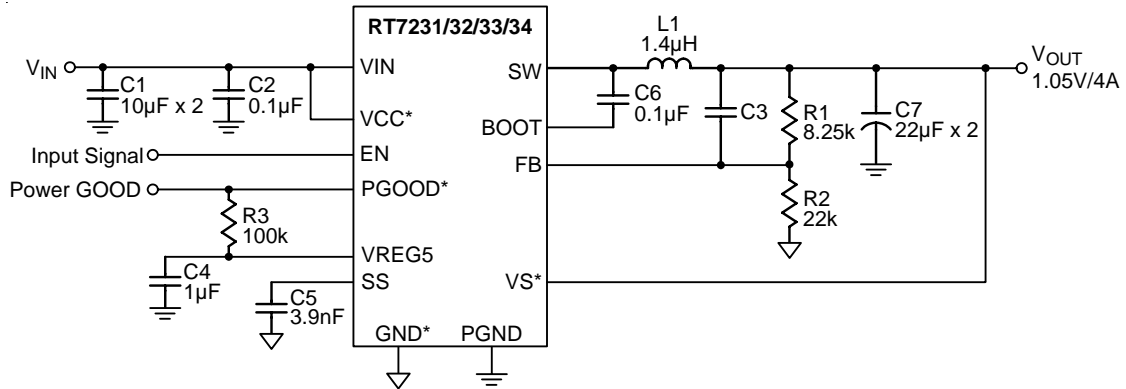 RT7231/32/33/34
VIN
VIN
C1
10µF x 2
C2
0.1µF
VCC*
Input Signal
EN
Power GOOD
PGOOD*
R3
100k
VREG5
C4
1µF
SS
C5
3.9nF
GND*
PGND
SW
L1
1.4µH
C6
0.1µF
BOOT
C3
R1
8.25k
C7
22µF x 2
FB
R2
22k
VS*
VOUT
1.05V/4A